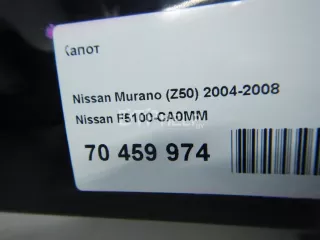 Капот
Nissan Murano (Z50) 2004-2008
Nissan F5100-CA0MM
70 459 974